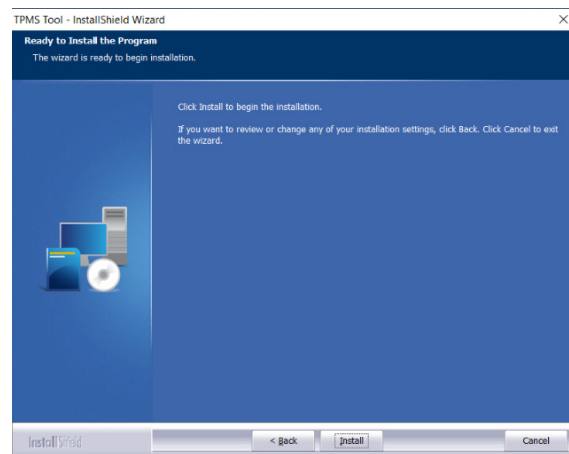 TPMS Tool - InstallShield Wizard
Ready to Install the Program
The wizard is ready to begin installation.
Click Install to begin the installation.
If you want to review or change any of your installation settings, click Back. Click Cancel to exit
the wizard.
InstallShield
< Back Install Cancel